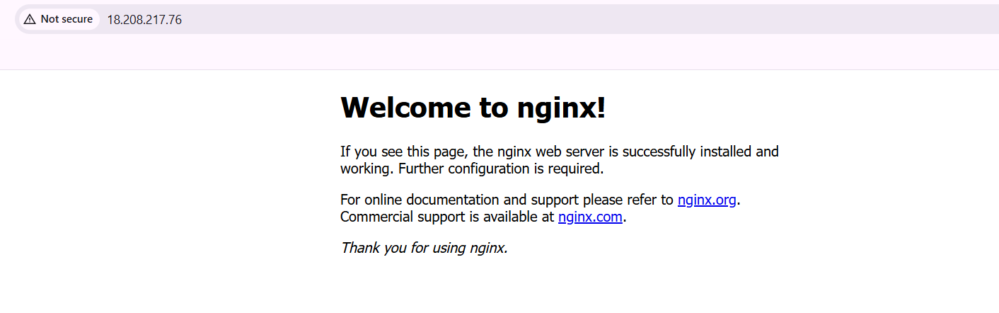 Not secure 18.208.217.76
Welcome to nginx!
If you see this page, the nginx web server is successfully installed and
working. Further configuration is required.
For online documentation and support please refer to nginx.org.
Commercial support is available at nginx.com.
Thank you for using nginx.